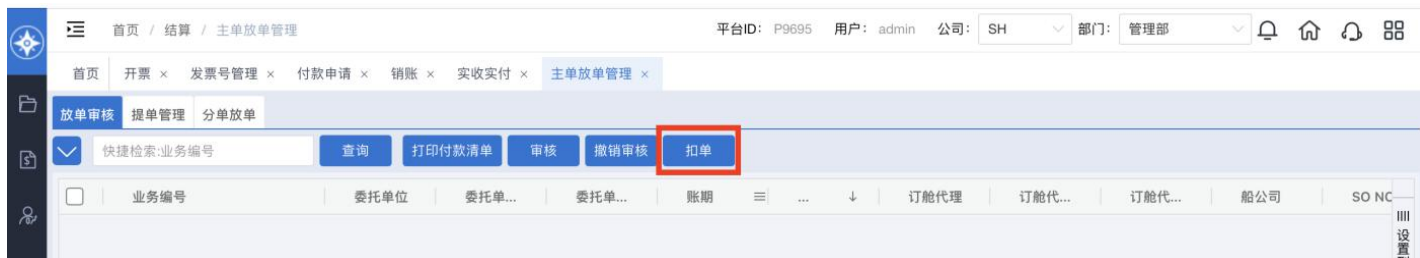 首页 / 结算 / 主单放单管理 平台ID: P9695 用户: admin 公司: SH 部门: 管理部
首页 开票 × 发票号管理 × 付款申请 × 销账 × 实收实付 × 主单放单管理 ×
放单审核 提单管理 分单放单
快捷检索:业务编号 查询 打印付款清单 审核 撤销审核 扣单
业务编号 委托单位 委托单... 委托单... 账期 ... ↓ 订舱代理 订舱代... 订舱代... 船公司 SO NO
设置